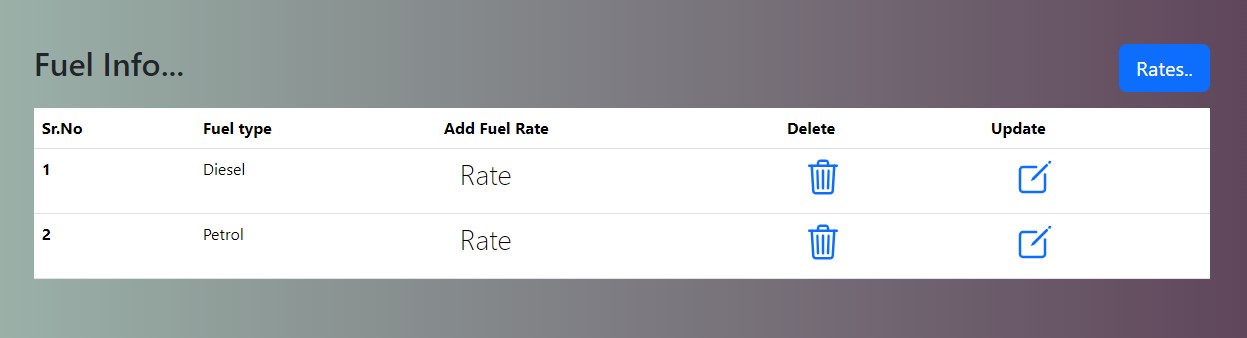 Fuel Info...
Rates..
Sr.No Fuel type Add Fuel Rate Delete Update
1 Diesel Rate
2 Petrol Rate